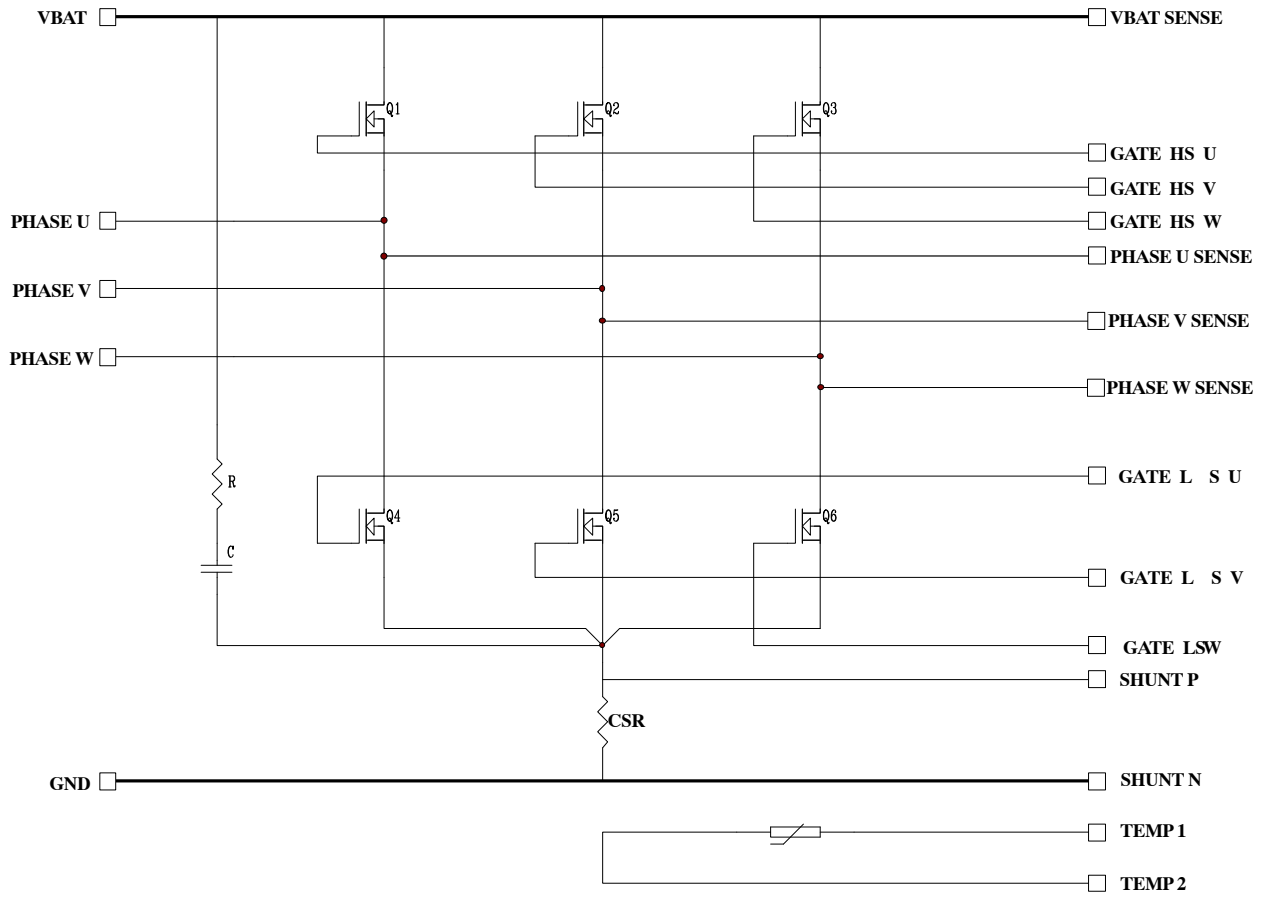 VBAT
VBAT SENSE
Q1
Q2
Q3
GATE HS U
GATE HS V
PHASE U
GATE HS W
PHASE U SENSE
PHASE V
PHASE V SENSE
PHASE W
PHASE W SENSE
R
GATE L S U
Q4
Q5
Q6
C
GATE L S V
GATE LSW
SHUNT P
CSR
GND
SHUNT N
TEMP 1
TEMP 2